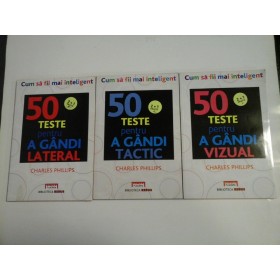 Cum să fii mai inteligent
50
TESTE
pentru
A GÂNDI
LATERAL
CHARLES PHILLIPS
Cum să fii mai inteligent
50
TESTE
pentru
A GÂNDI
TACTIC
CHARLES PHILLIPS
Cum să fii mai inteligent
50
TESTE
pentru
A GÂNDI
VIZUAL
CHARLES PHILLIPS